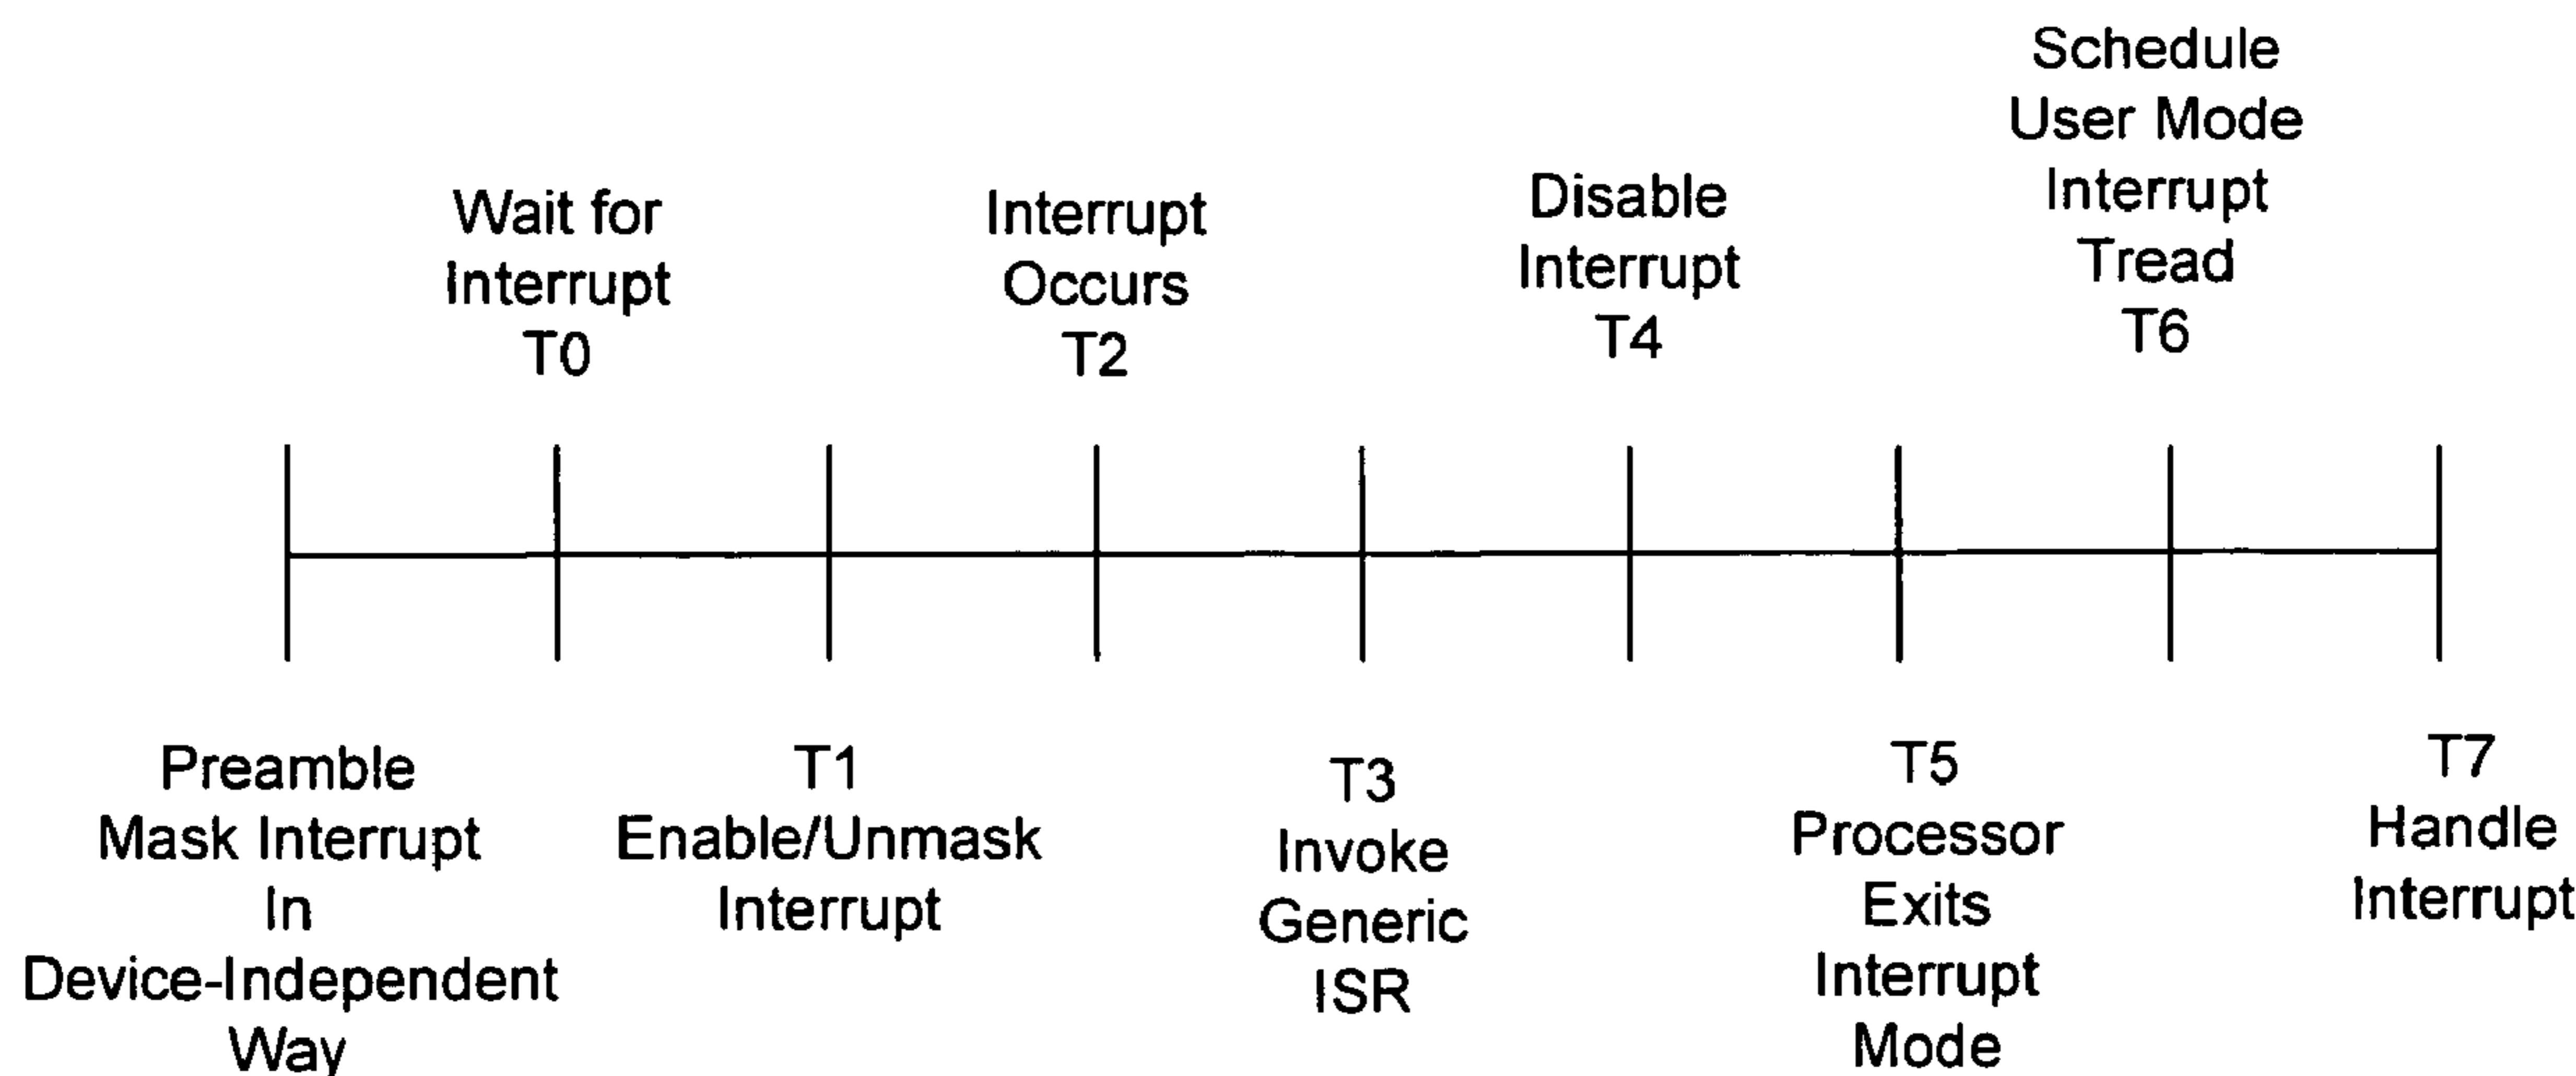 Schedule
User Mode
Interrupt
Tread
T6
Wait for
Interrupt
T0
Interrupt
Occurs
T2
Disable
Interrupt
T4
Preamble
Mask Interrupt
In
Device-Independent
Way
T1
Enable/Unmask
Interrupt
T3
Invoke
Generic
ISR
T5
Processor
Exits
Interrupt
Mode
T7
Handle
Interrupt